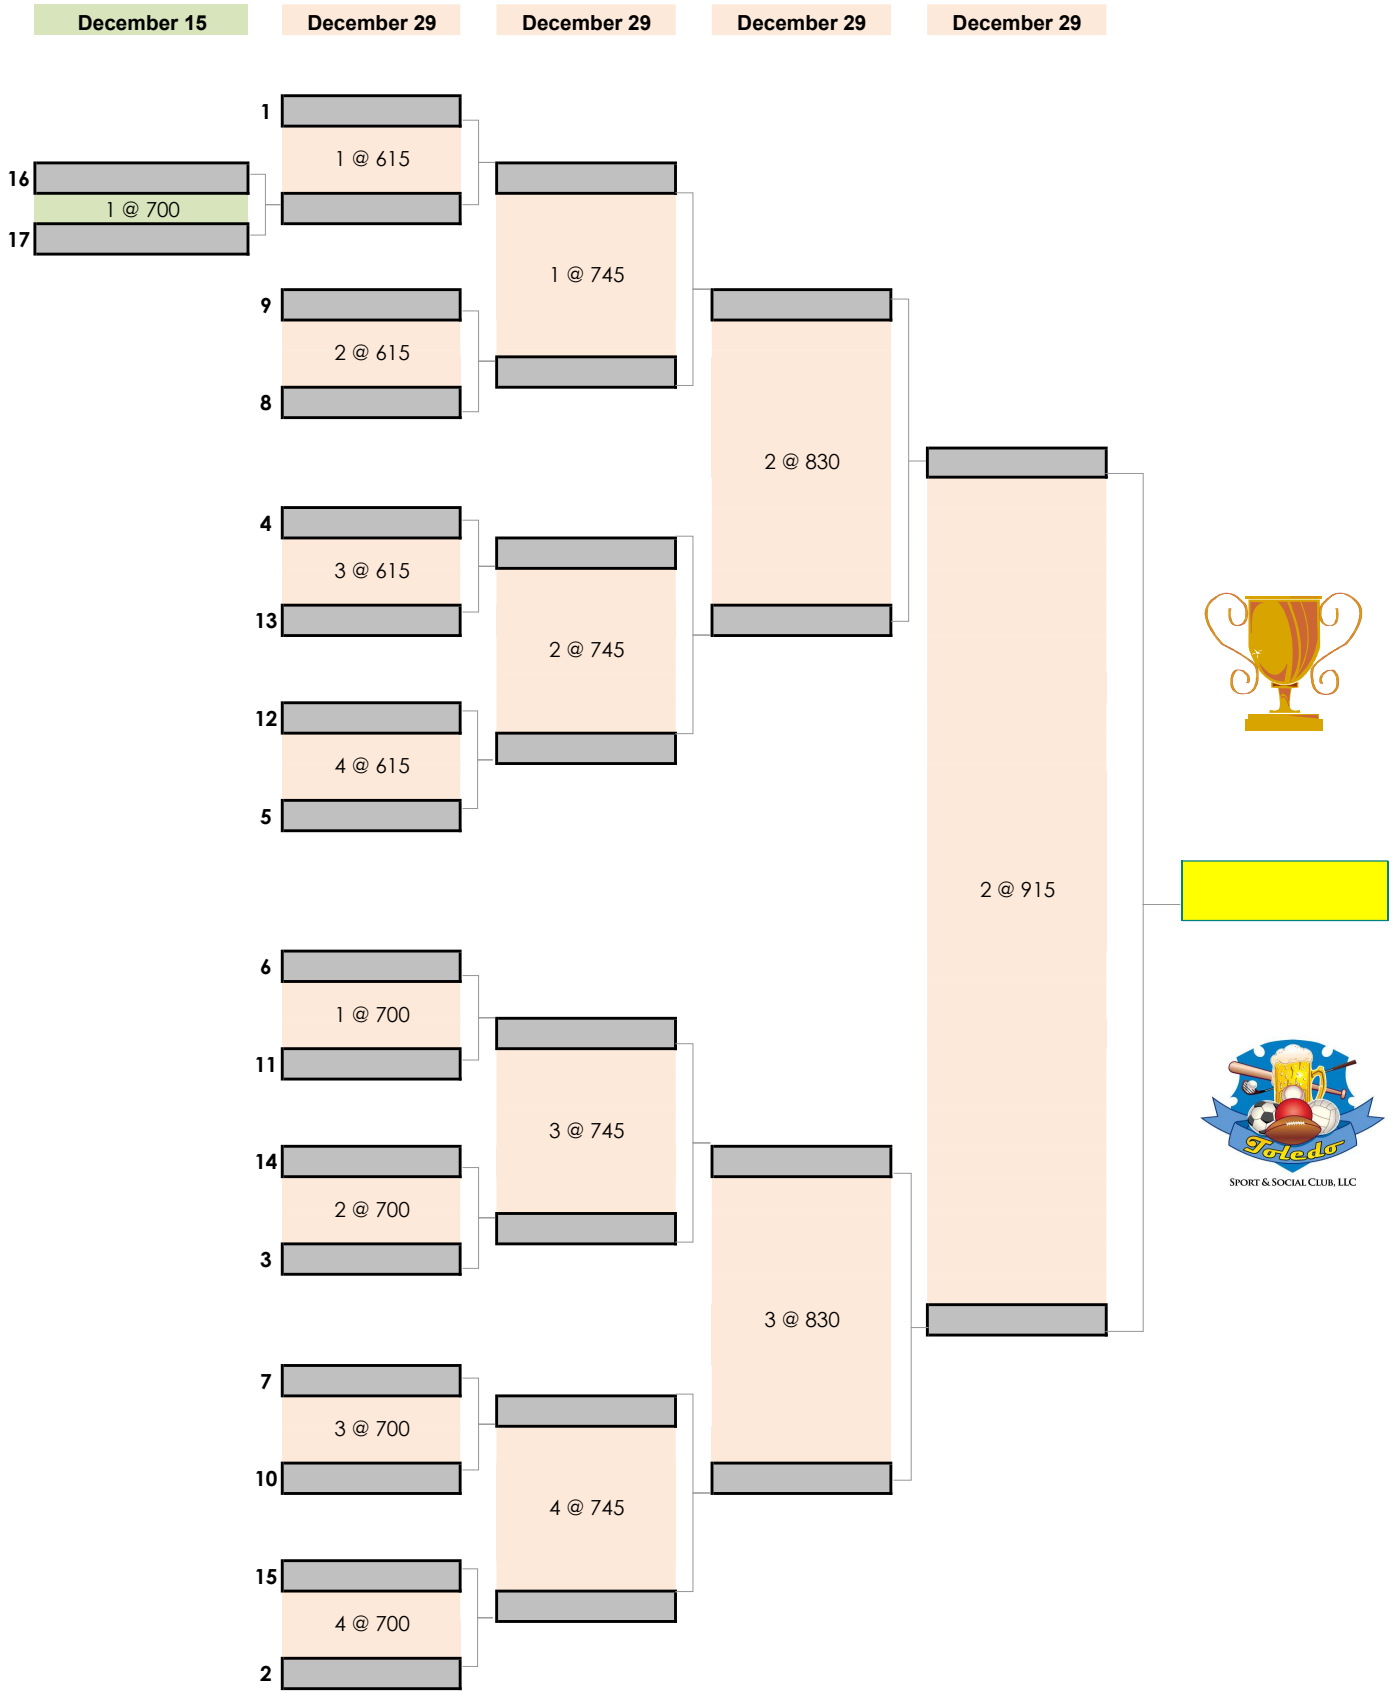 December 15 December 29 December 29 December 29 December 29
1
1 @ 615
16
1 @ 700
17
9
2 @ 615
8
1 @ 745
4
3 @ 615
13
12
4 @ 615
5
2 @ 745
2 @ 830
6
1 @ 700
11
14
2 @ 700
3
3 @ 745
7
3 @ 700
10
15
4 @ 700
2
4 @ 745
3 @ 830
2 @ 915
Toledo
SPORT & SOCIAL CLUB, LLC